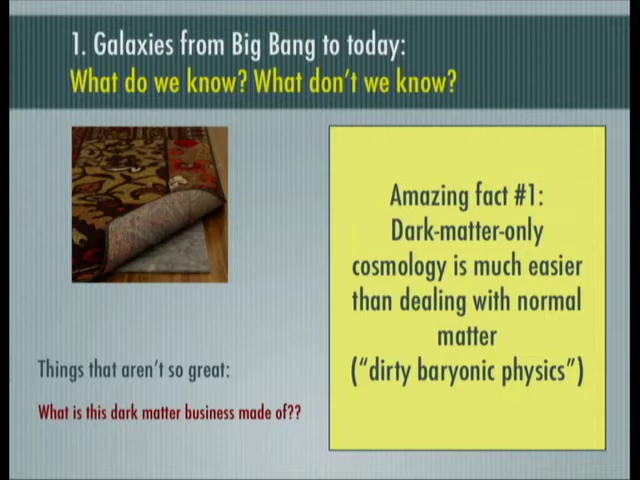 1. Galaxies from Big Bang to today:
What do we know? What don't we know?
Amazing fact #1:
Dark-matter-only
cosmology is much easier
than dealing with normal
matter
("dirty baryonic physics")
Things that aren't so great:
What is this dark matter business made of??